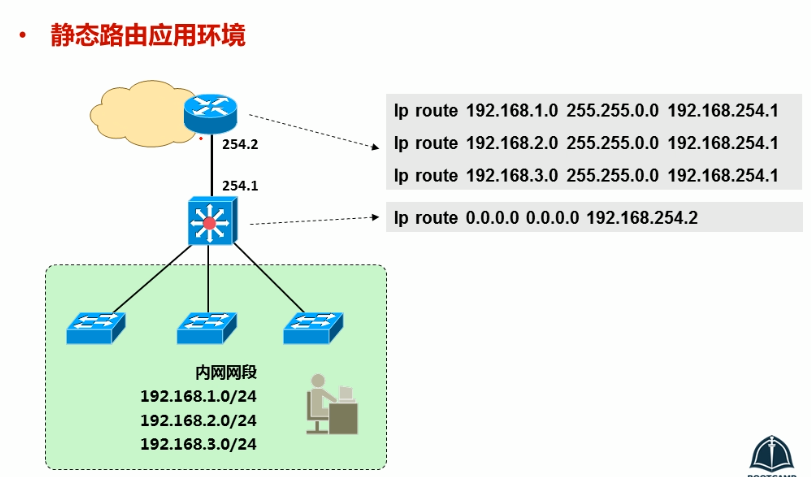 • 静态路由应用环境
254.2
254.1
Ip route 192.168.1.0 255.255.0.0 192.168.254.1
Ip route 192.168.2.0 255.255.0.0 192.168.254.1
Ip route 192.168.3.0 255.255.0.0 192.168.254.1
Ip route 0.0.0.0 0.0.0.0 192.168.254.2
内网网段
192.168.1.0/24
192.168.2.0/24
192.168.3.0/24